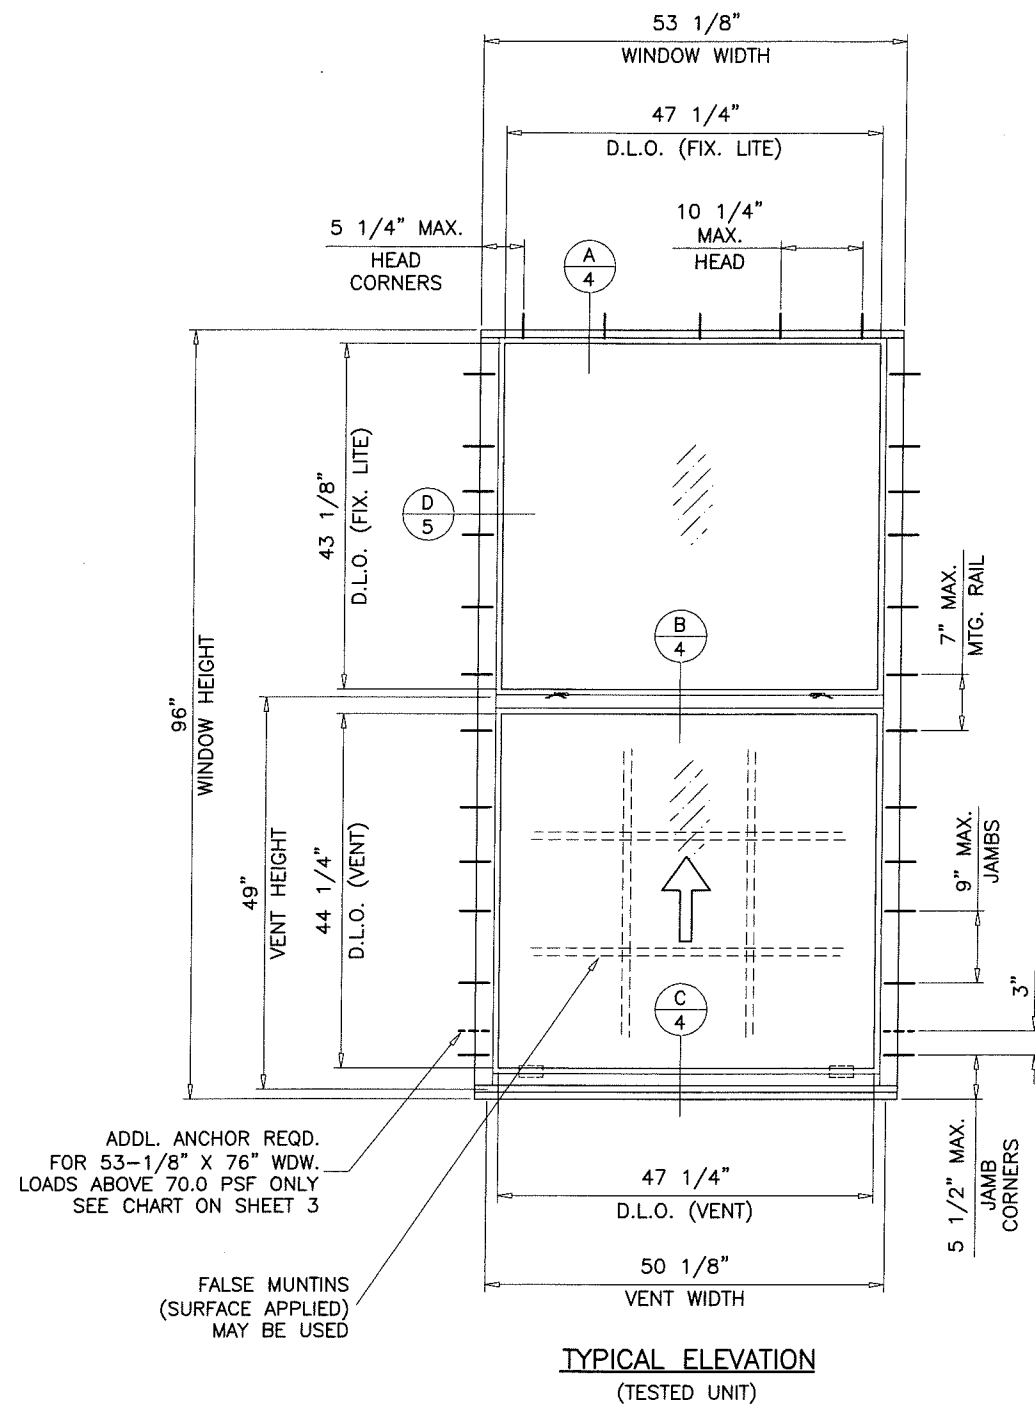 53 1/8"
WINDOW WIDTH
47 1/4"
D.L.O. (FIX. LITE)
5 1/4" MAX.
HEAD
CORNERS
10 1/4"
MAX.
HEAD
A
4
43 1/8"
D.L.O. (FIX. LITE)
D
5
B
4
7" MAX.
MTG. RAIL
96"
WINDOW HEIGHT
49"
VENT HEIGHT
44 1/4"
D.L.O. (VENT)
9" MAX.
JAMBS
3"
C
4
5 1/2" MAX.
JAMB
CORNERS
ADDL. ANCHOR REQD.
FOR 53-1/8" X 76" WDW.
LOADS ABOVE 70.0 PSF ONLY
SEE CHART ON SHEET 3
47 1/4"
D.L.O. (VENT)
50 1/8"
VENT WIDTH
FALSE MUNTINS
(SURFACE APPLIED)
MAY BE USED
TYPICAL ELEVATION
(TESTED UNIT)